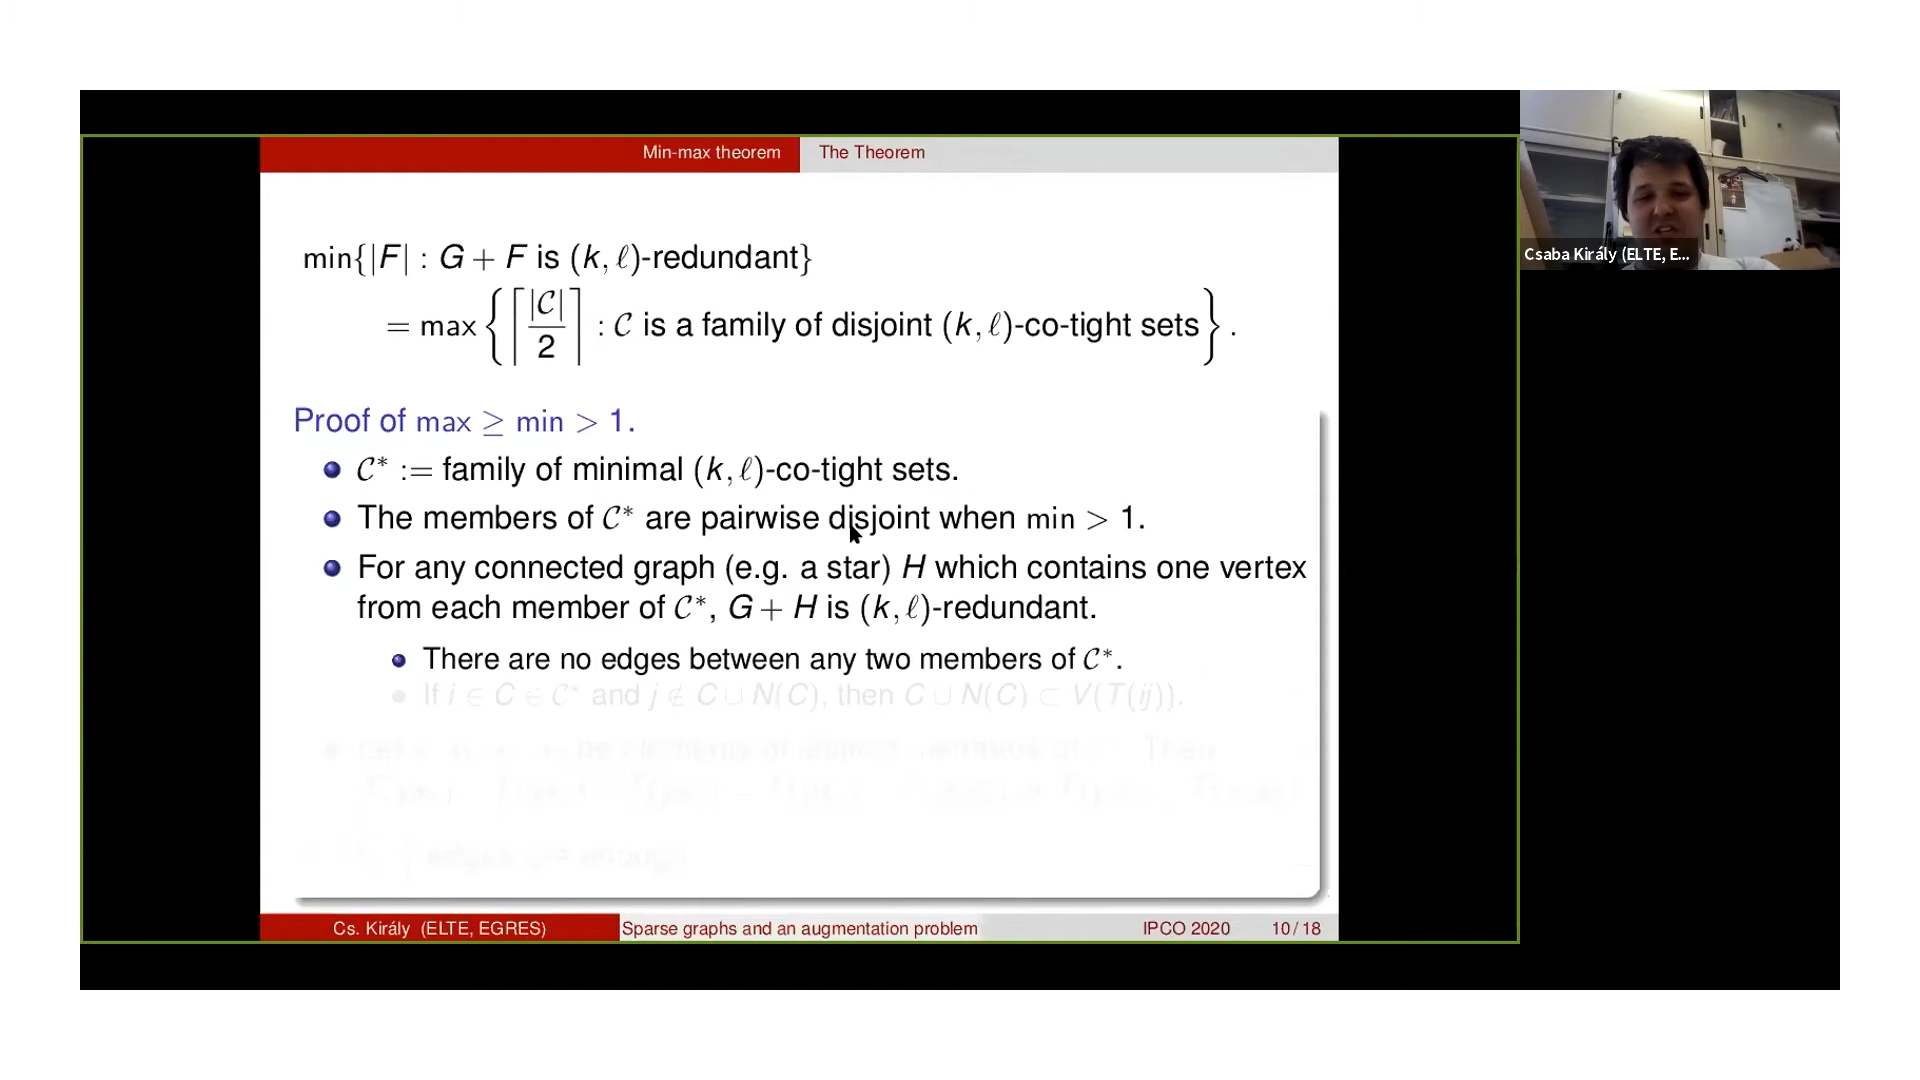 Min-max theorem The Theorem
min{|F| : G + F is (k, ℓ)-redundant}
= max { ⌈|𝒞|/2⌉ : 𝒞 is a family of disjoint (k, ℓ)-co-tight sets } .
Proof of max ≥ min > 1.
𝒞* := family of minimal (k, ℓ)-co-tight sets.
The members of 𝒞* are pairwise disjoint when min > 1.
For any connected graph (e.g. a star) H which contains one vertex
from each member of 𝒞*, G + H is (k, ℓ)-redundant.
There are no edges between any two members of 𝒞*.
If i ∈ C ∈ 𝒞* and j ∉ C ∪ N(C), then C ∪ N(C) ⊂ V(T(ij)).
Cs. Király (ELTE, EGRES) Sparse graphs and an augmentation problem IPCO 2020 10 / 18
Csaba Király (ELTE, E...